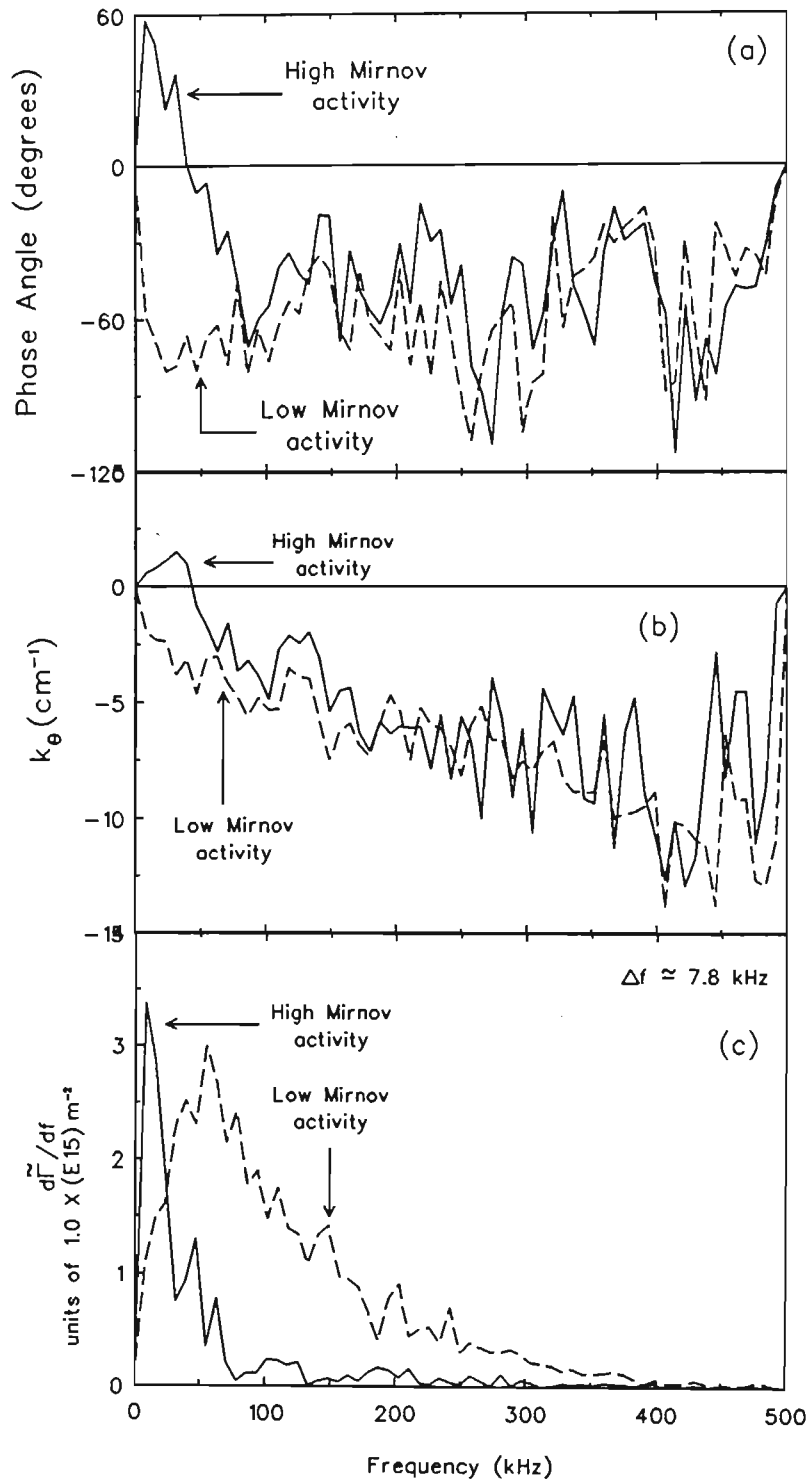 60
(a)
High Mirnov
activity
0
Phase Angle (degrees)
-60
Low Mirnov
activity
-120
High Mirnov
activity
0
(b)
-5
kθ(cm⁻¹)
-10
Low Mirnov
activity
-15
Δf ≃ 7.8 kHz
High Mirnov
activity
(c)
3
Low Mirnov
activity
dΓ̃/df
units of 1.0 X (E15) m⁻²
2
1
0
0 100 200 300 400 500
Frequency (kHz)